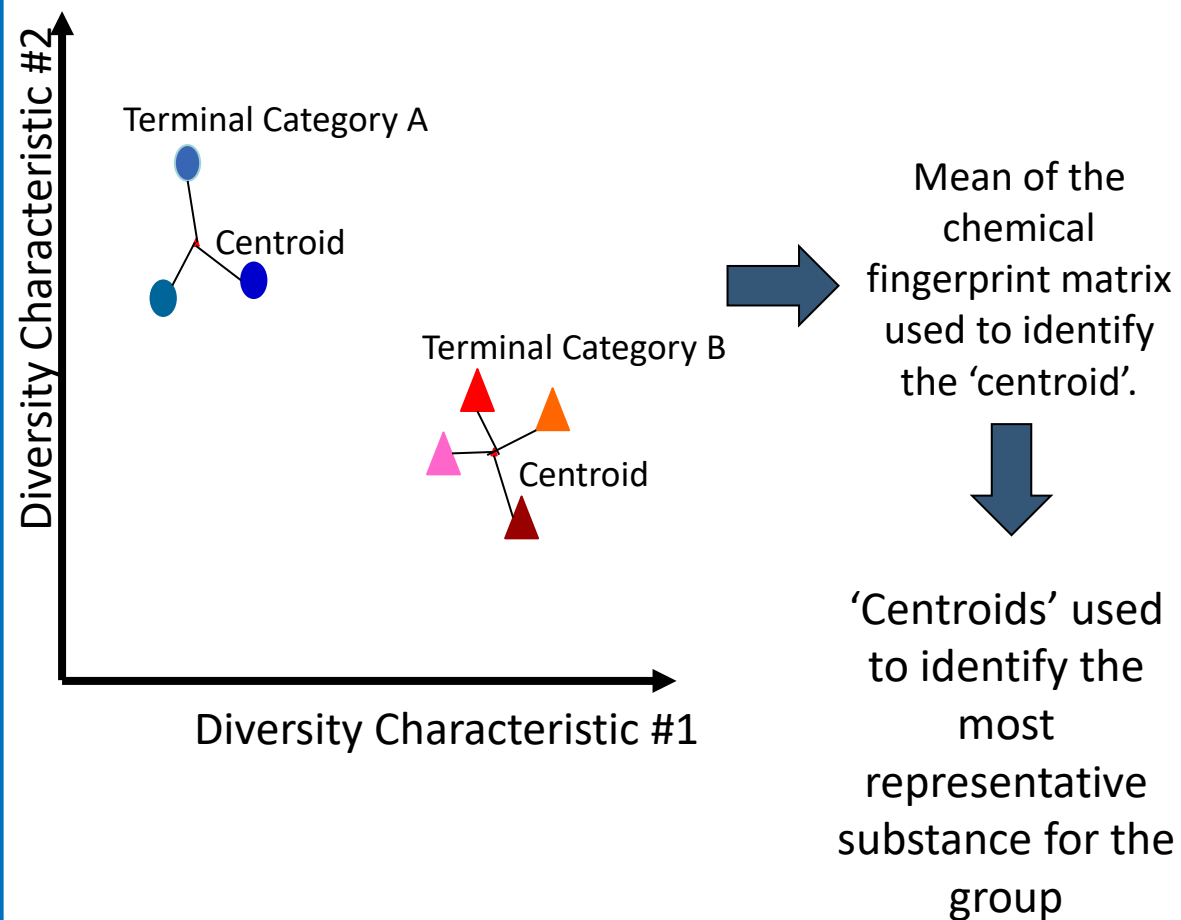 Diversity Characteristic #2
Terminal Category A
Centroid
Terminal Category B
Centroid
Diversity Characteristic #1
Mean of the
chemical
fingerprint matrix
used to identify
the ‘centroid’.
‘Centroids’ used
to identify the
most
representative
substance for the
group